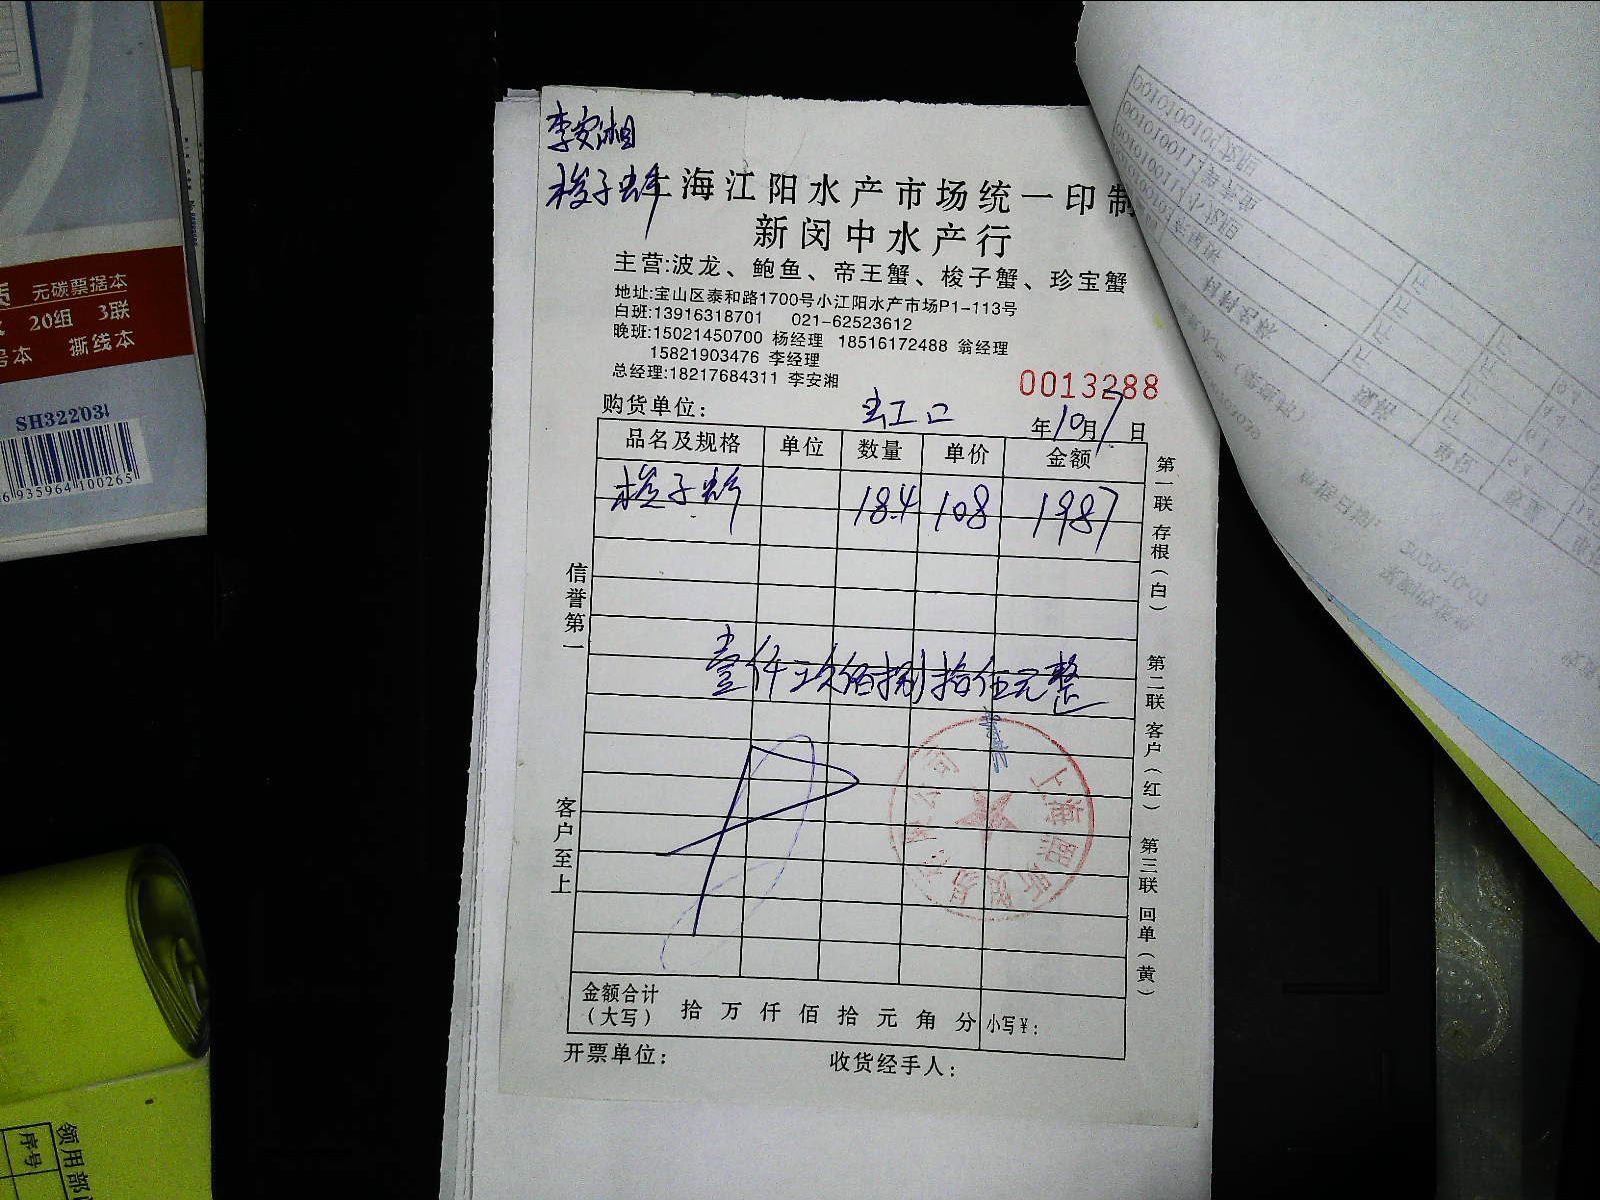 李安湘
梭子蟹
上海江阳水产市场统一印制
新闵中水产行
主营:波龙、鲍鱼、帝王蟹、梭子蟹、珍宝蟹
地址:宝山区泰和路1700号小江阳水产市场P1-113号
白班:13916318701 021-62523612
晚班:15021450700 杨经理 18516172488 翁经理
15821903476 李经理
总经理:18217684311 李安湘
0013288
购货单位: 虹口
年10月7日
品名及规格 单位 数量 单价 金额
梭子蟹 18.4 108 1987
壹仟玖佰捌拾伍元整
信誉第一
客户至上
第一联 存根(白)
第二联 客户(红)
第三联 回单(黄)
金额合计
(大写) 拾 万 仟 佰 拾 元 角 分 小写¥:
开票单位: 收货经手人:
无碳票据本
20组 3联
撕线本
SH32203
6 935964 100265
领用部
序号